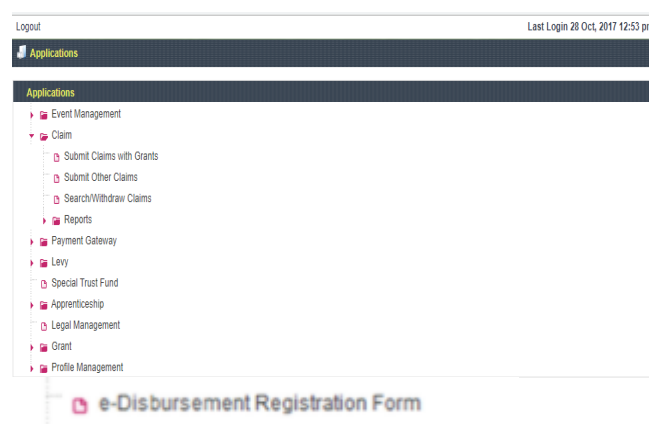 Logout Last Login 28 Oct, 2017 12:53 pm
Applications
Applications
Event Management
Claim
Submit Claims with Grants
Submit Other Claims
Search/Withdraw Claims
Reports
Payment Gateway
Levy
Special Trust Fund
Apprenticeship
Legal Management
Grant
Profile Management
e-Disbursement Registration Form